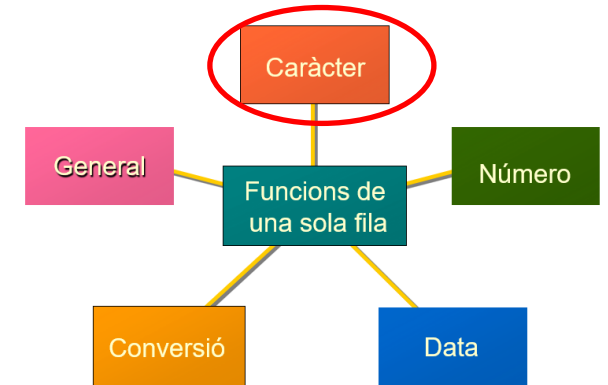 Caràcter
General
Número
Funcions de
una sola fila
Conversió
Data